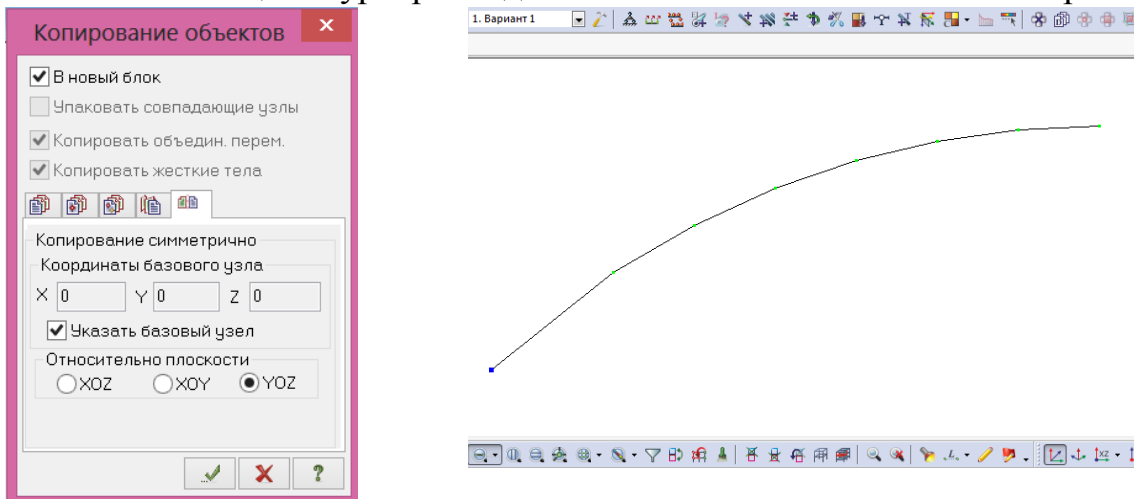 Копирование объектов
В новый блок
Упаковать совпадающие узлы
Копировать объедин. перем.
Копировать жесткие тела
Копирование симметрично
Координаты базового узла
X 0 Y 0 Z 0
Указать базовый узел
Относительно плоскости
XOZ XOY YOZ
?
1. Вариант 1